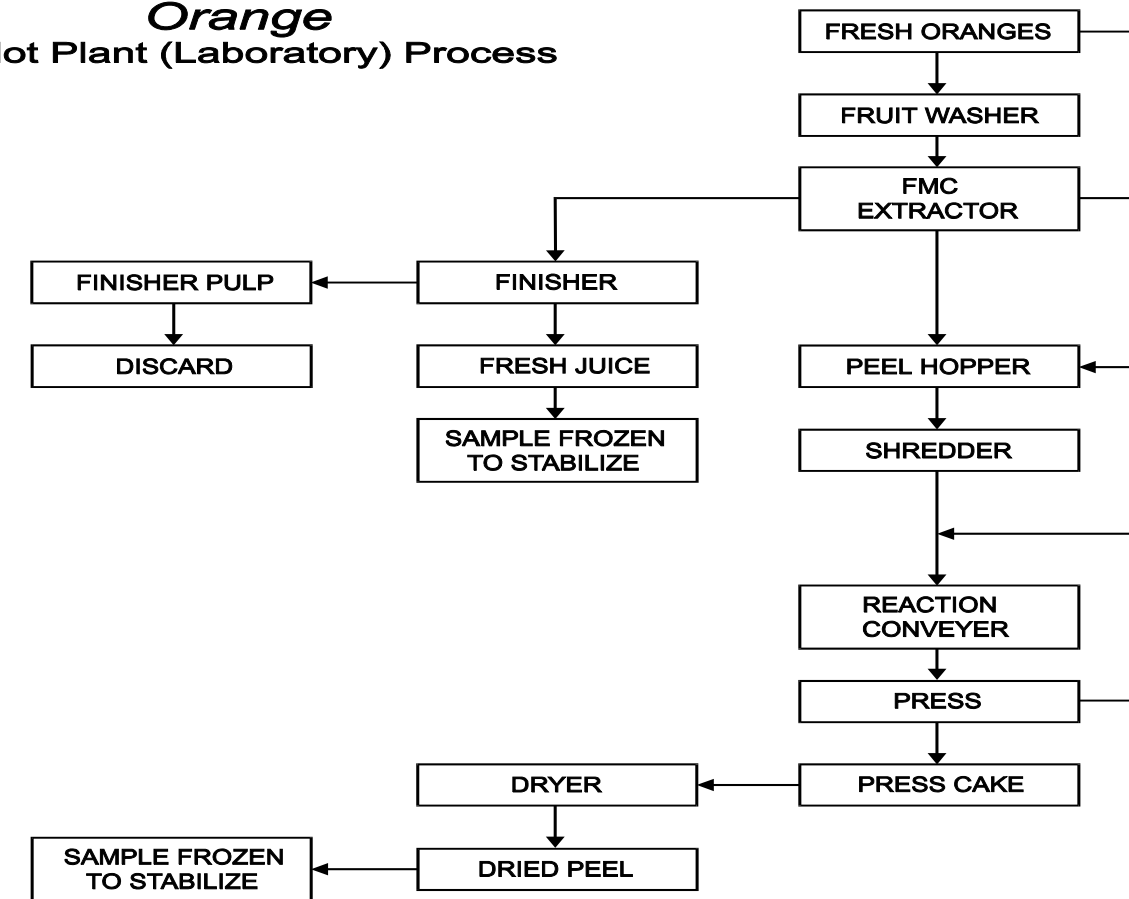 Orange
lot Plant (Laboratory) Process
FRESH ORANGES
FRUIT WASHER
FMC
EXTRACTOR
FINISHER PULP
FINISHER
DISCARD
FRESH JUICE
PEEL HOPPER
SAMPLE FROZEN
TO STABILIZE
SHREDDER
REACTION
CONVEYER
PRESS
DRYER
PRESS CAKE
SAMPLE FROZEN
TO STABILIZE
DRIED PEEL